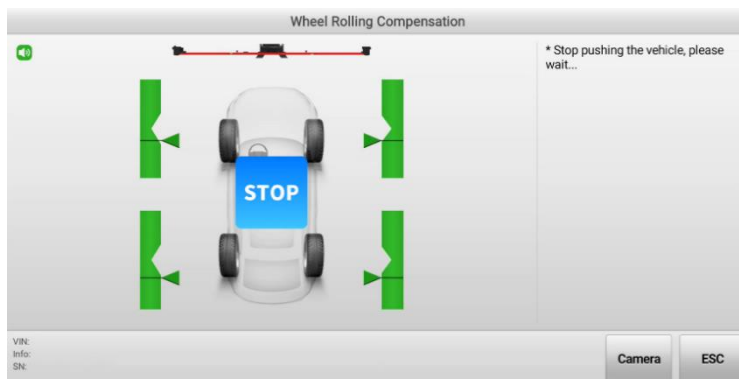 Wheel Rolling Compensation
* Stop pushing the vehicle, please
wait...
STOP
VIN:
Info:
SN:
Camera
ESC